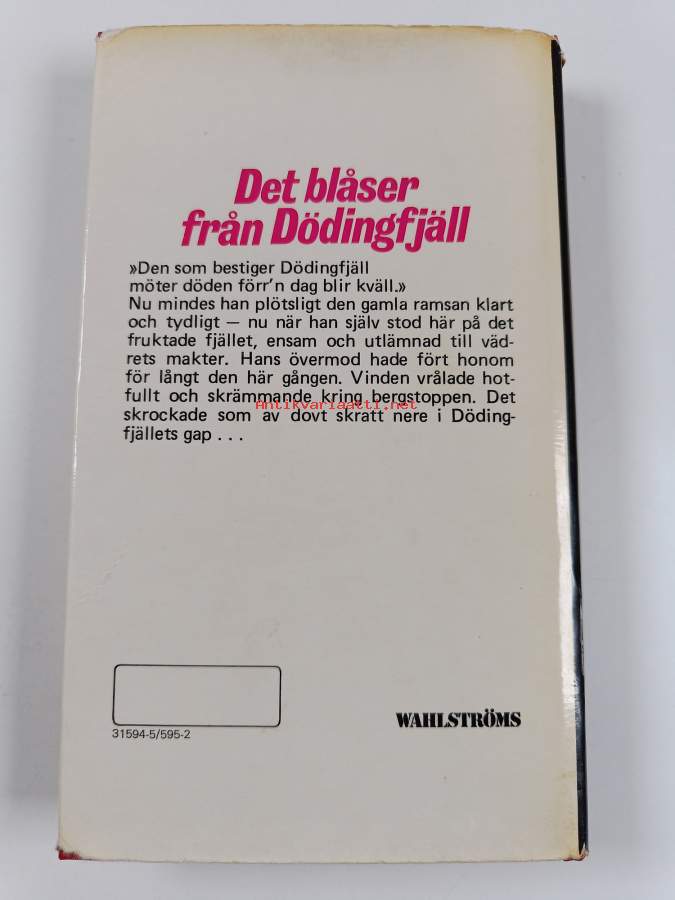 Det blåser
från Dödingfjäll
»Den som bestiger Dödingfjäll
möter döden förr'n dag blir kväll.»
Nu mindes han plötsligt den gamla ramsan klart
och tydligt — nu när han själv stod här på det
fruktade fjället, ensam och utlämnad till väd-
rets makter. Hans övermod hade fört honom
för långt den här gången. Vinden vrålade hot-
fullt och skrämmande kring bergstoppen. Det
skrockade som av dovt skratt nere i Döding-
Antikvariaatti.net
fjällets gap . . .
31594-5/595-2
WAHLSTRÖMS